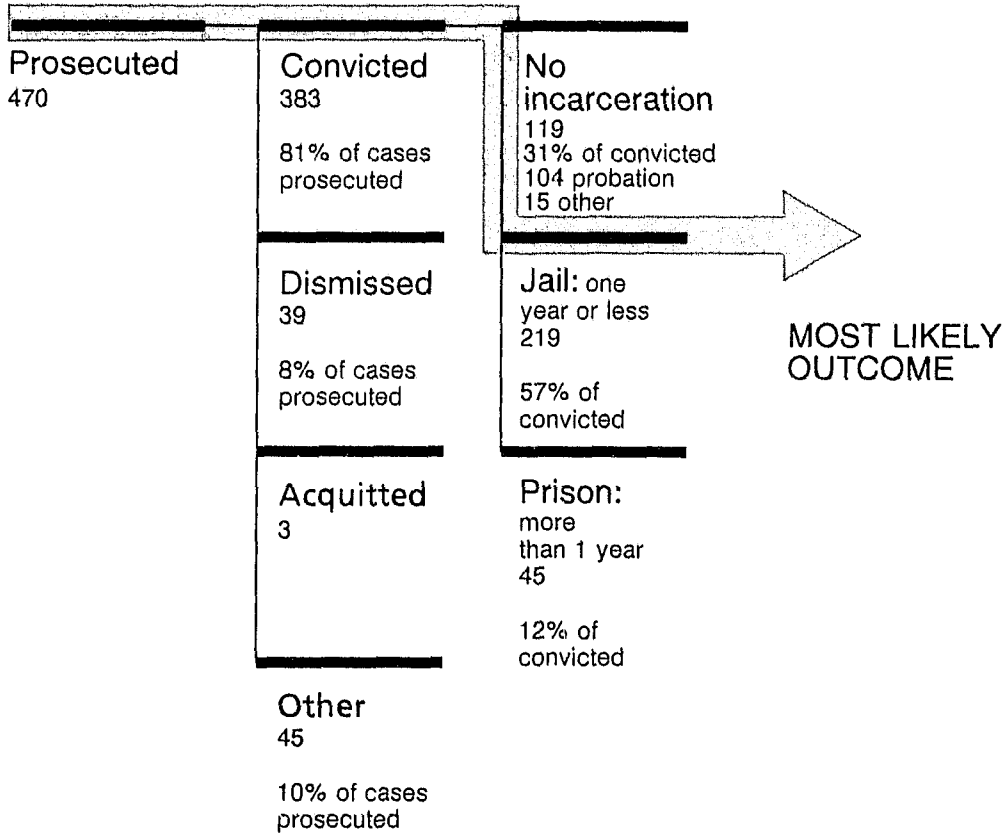 Prosecuted
470
Convicted
383
81% of cases
prosecuted
Dismissed
39
8% of cases
prosecuted
Acquitted
3
Other
45
10% of cases
prosecuted
No
incarceration
119
31% of convicted
104 probation
15 other
Jail: one
year or less
219
57% of
convicted
Prison:
more
than 1 year
45
12% of
convicted
MOST LIKELY
OUTCOME